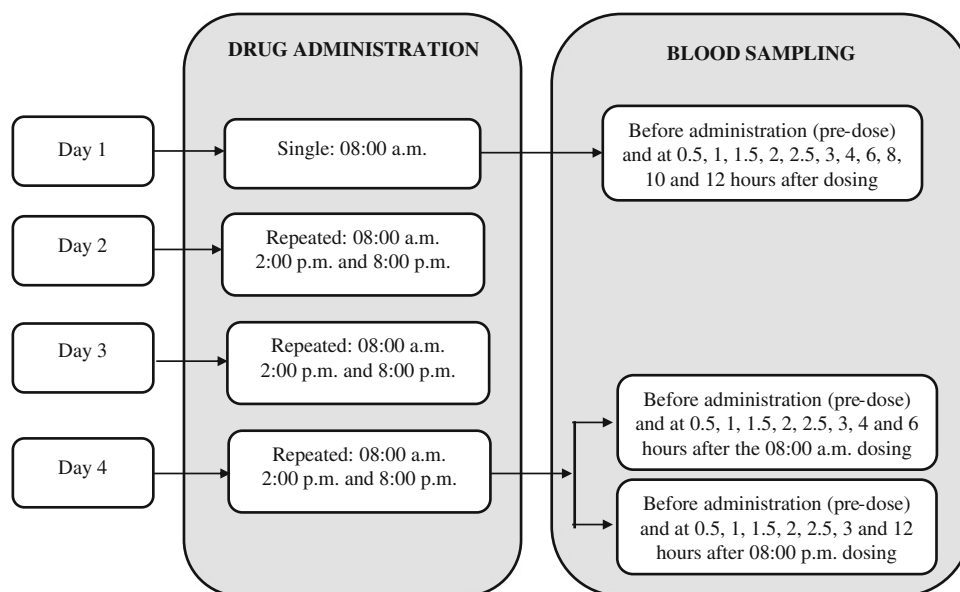 DRUG ADMINISTRATION
BLOOD SAMPLING
Day 1
Single: 08:00 a.m.
Before administration (pre-dose)
and at 0.5, 1, 1.5, 2, 2.5, 3, 4, 6, 8,
10 and 12 hours after dosing
Day 2
Repeated: 08:00 a.m.
2:00 p.m. and 8:00 p.m.
Day 3
Repeated: 08:00 a.m.
2:00 p.m. and 8:00 p.m.
Day 4
Repeated: 08:00 a.m.
2:00 p.m. and 8:00 p.m.
Before administration (pre-dose)
and at 0.5, 1, 1.5, 2, 2.5, 3, 4 and 6
hours after the 08:00 a.m. dosing
Before administration (pre-dose)
and at 0.5, 1, 1.5, 2, 2.5, 3 and 12
hours after 08:00 p.m. dosing